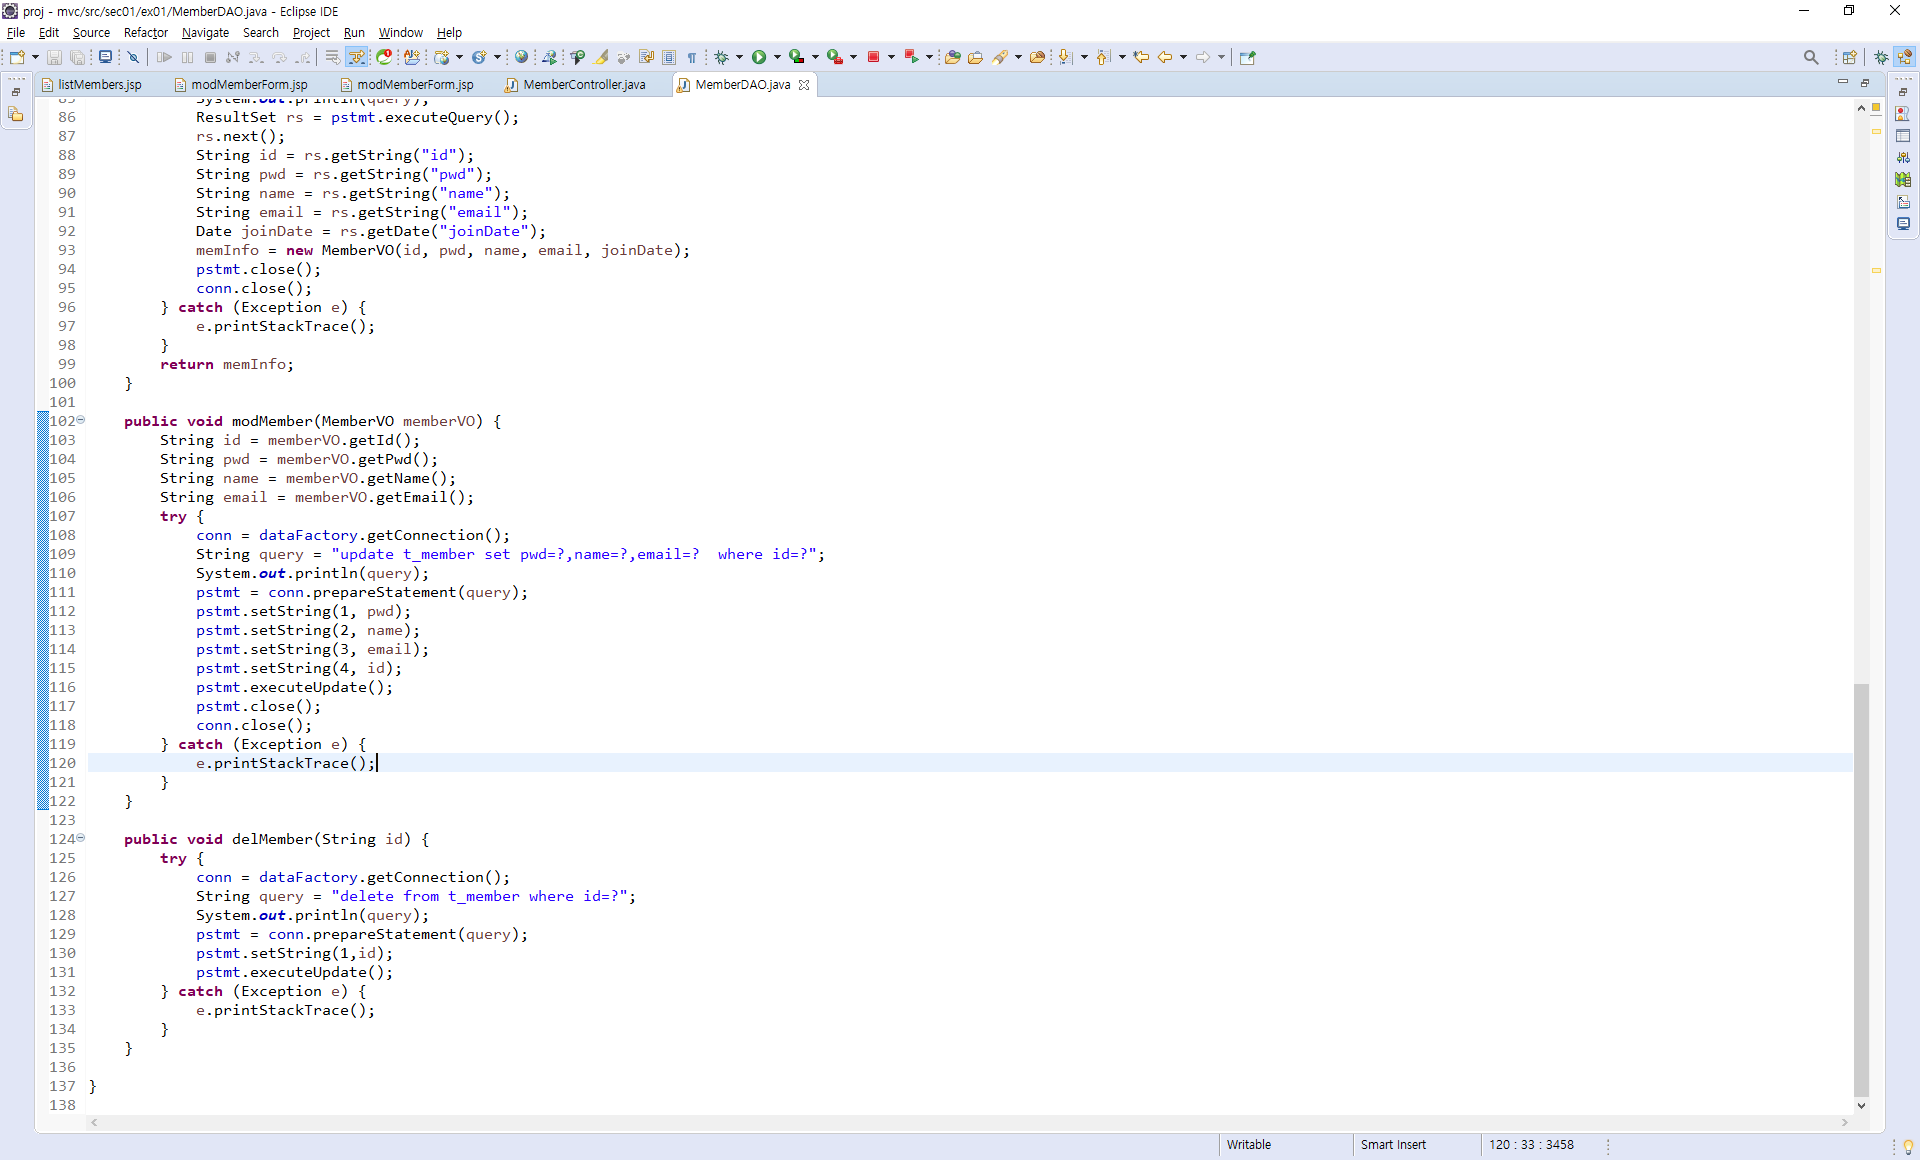 proj - mvc/src/sec01/ex01/MemberDAO.java - Eclipse IDE
File Edit Source Refactor Navigate Search Project Run Window Help
listMembers.jsp modMemberForm.jsp modMemberForm.jsp MemberController.java MemberDAO.java
85 System.out.println(query);
86 ResultSet rs = pstmt.executeQuery();
87 rs.next();
88 String id = rs.getString("id");
89 String pwd = rs.getString("pwd");
90 String name = rs.getString("name");
91 String email = rs.getString("email");
92 Date joinDate = rs.getDate("joinDate");
93 memInfo = new MemberVO(id, pwd, name, email, joinDate);
94 pstmt.close();
95 conn.close();
96 } catch (Exception e) {
97 e.printStackTrace();
98 }
99 return memInfo;
100 }
101
102 public void modMember(MemberVO memberVO) {
103 String id = memberVO.getId();
104 String pwd = memberVO.getPwd();
105 String name = memberVO.getName();
106 String email = memberVO.getEmail();
107 try {
108 conn = dataFactory.getConnection();
109 String query = "update t_member set pwd=?,name=?,email=?  where id=?";
110 System.out.println(query);
111 pstmt = conn.prepareStatement(query);
112 pstmt.setString(1, pwd);
113 pstmt.setString(2, name);
114 pstmt.setString(3, email);
115 pstmt.setString(4, id);
116 pstmt.executeUpdate();
117 pstmt.close();
118 conn.close();
119 } catch (Exception e) {
120 e.printStackTrace();
121 }
122 }
123
124 public void delMember(String id) {
125 try {
126 conn = dataFactory.getConnection();
127 String query = "delete from t_member where id=?";
128 System.out.println(query);
129 pstmt = conn.prepareStatement(query);
130 pstmt.setString(1,id);
131 pstmt.executeUpdate();
132 } catch (Exception e) {
133 e.printStackTrace();
134 }
135 }
136
137 }
138
Writable Smart Insert 120 : 33 : 3458